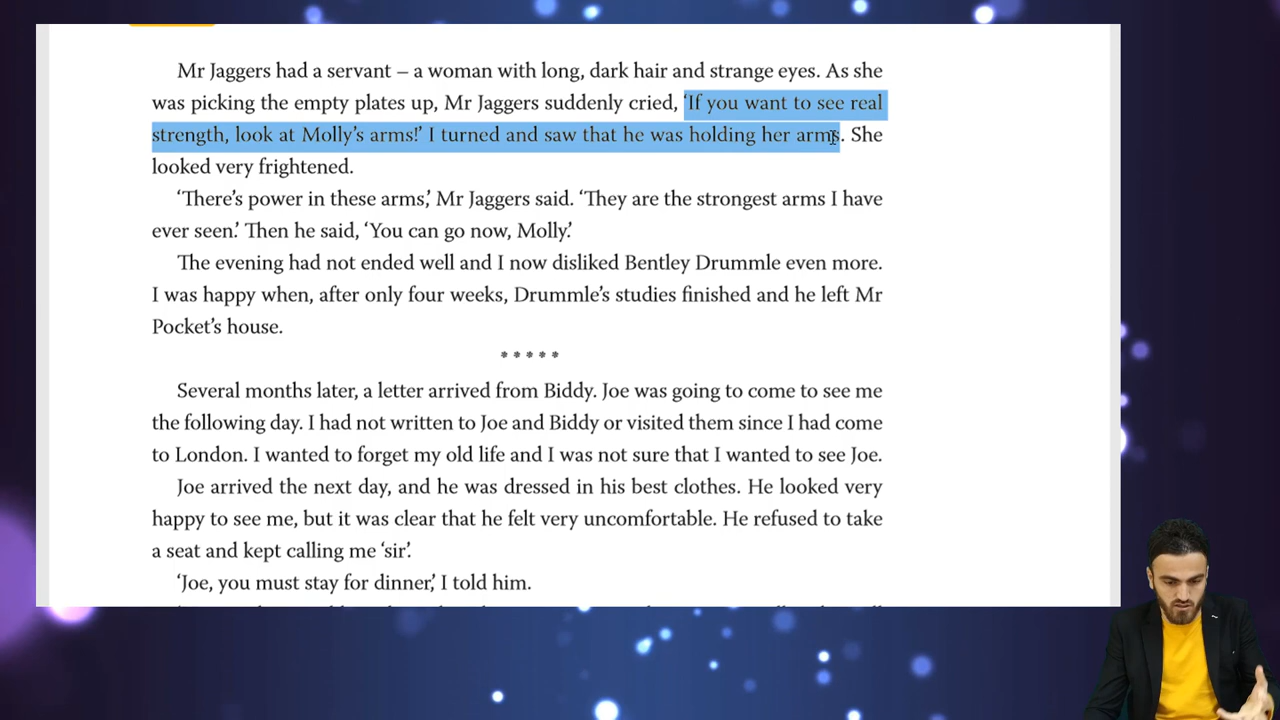 Mr Jaggers had a servant – a woman with long, dark hair and strange eyes. As she
was picking the empty plates up, Mr Jaggers suddenly cried, ‘If you want to see real
strength, look at Molly’s arms!’ I turned and saw that he was holding her arms. She
looked very frightened.
‘There’s power in these arms,’ Mr Jaggers said. ‘They are the strongest arms I have
ever seen.’ Then he said, ‘You can go now, Molly.’
The evening had not ended well and I now disliked Bentley Drummle even more.
I was happy when, after only four weeks, Drummle’s studies finished and he left Mr
Pocket’s house.
* * * * *
Several months later, a letter arrived from Biddy. Joe was going to come to see me
the following day. I had not written to Joe and Biddy or visited them since I had come
to London. I wanted to forget my old life and I was not sure that I wanted to see Joe.
Joe arrived the next day, and he was dressed in his best clothes. He looked very
happy to see me, but it was clear that he felt very uncomfortable. He refused to take
a seat and kept calling me ‘sir’.
‘Joe, you must stay for dinner,’ I told him.